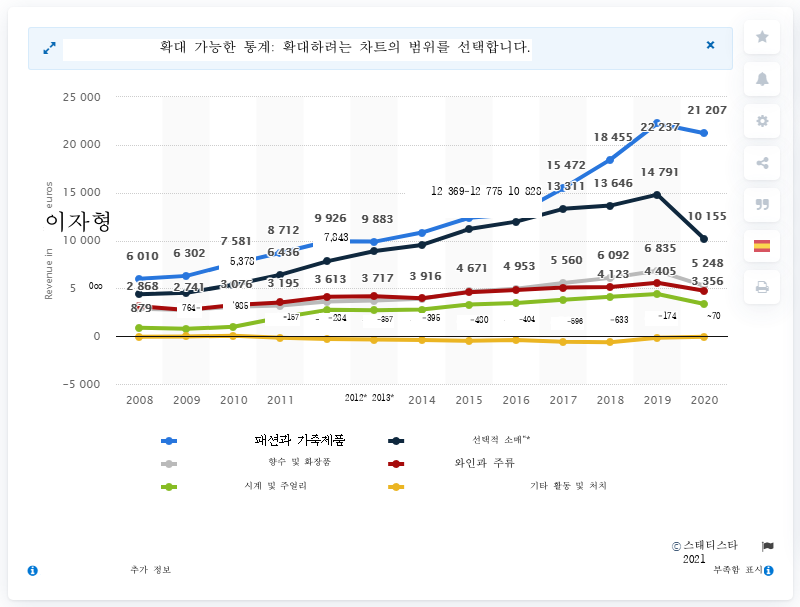 확대 가능한 통계: 확대하려는 차트의 범위를 선택합니다.
25 000
21 207
22 237
20 000
18 455
15 472
14 791
15 000
12 369-12 775 10 828 13 311 13 646
euros
이자형
9 926 9 883
10 155
8 712
7 581
7,843
10 000
6 010 6 302
5,378 6 436
6 835
6 092
5 560
5 248
4 953
4 671
3 916
3 717
3 613
4 123 4 405
3 356
Revenue in
5
2 868 2,741 3,076 3 195
879 764 935
-157 -204 -357 -395 -400 -404 -596 -633 -174 -70
0
−5 000
2008 2009 2010 2011 2012* 2013* 2014 2015 2016 2017 2018 2019 2020
패션과 가죽제품 선택적 소매"*
향수 및 화장품 와인과 주류
시계 및 주얼리 기타 활동 및 처치
© 스태티스타
2021
추가 정보 부족함 표시